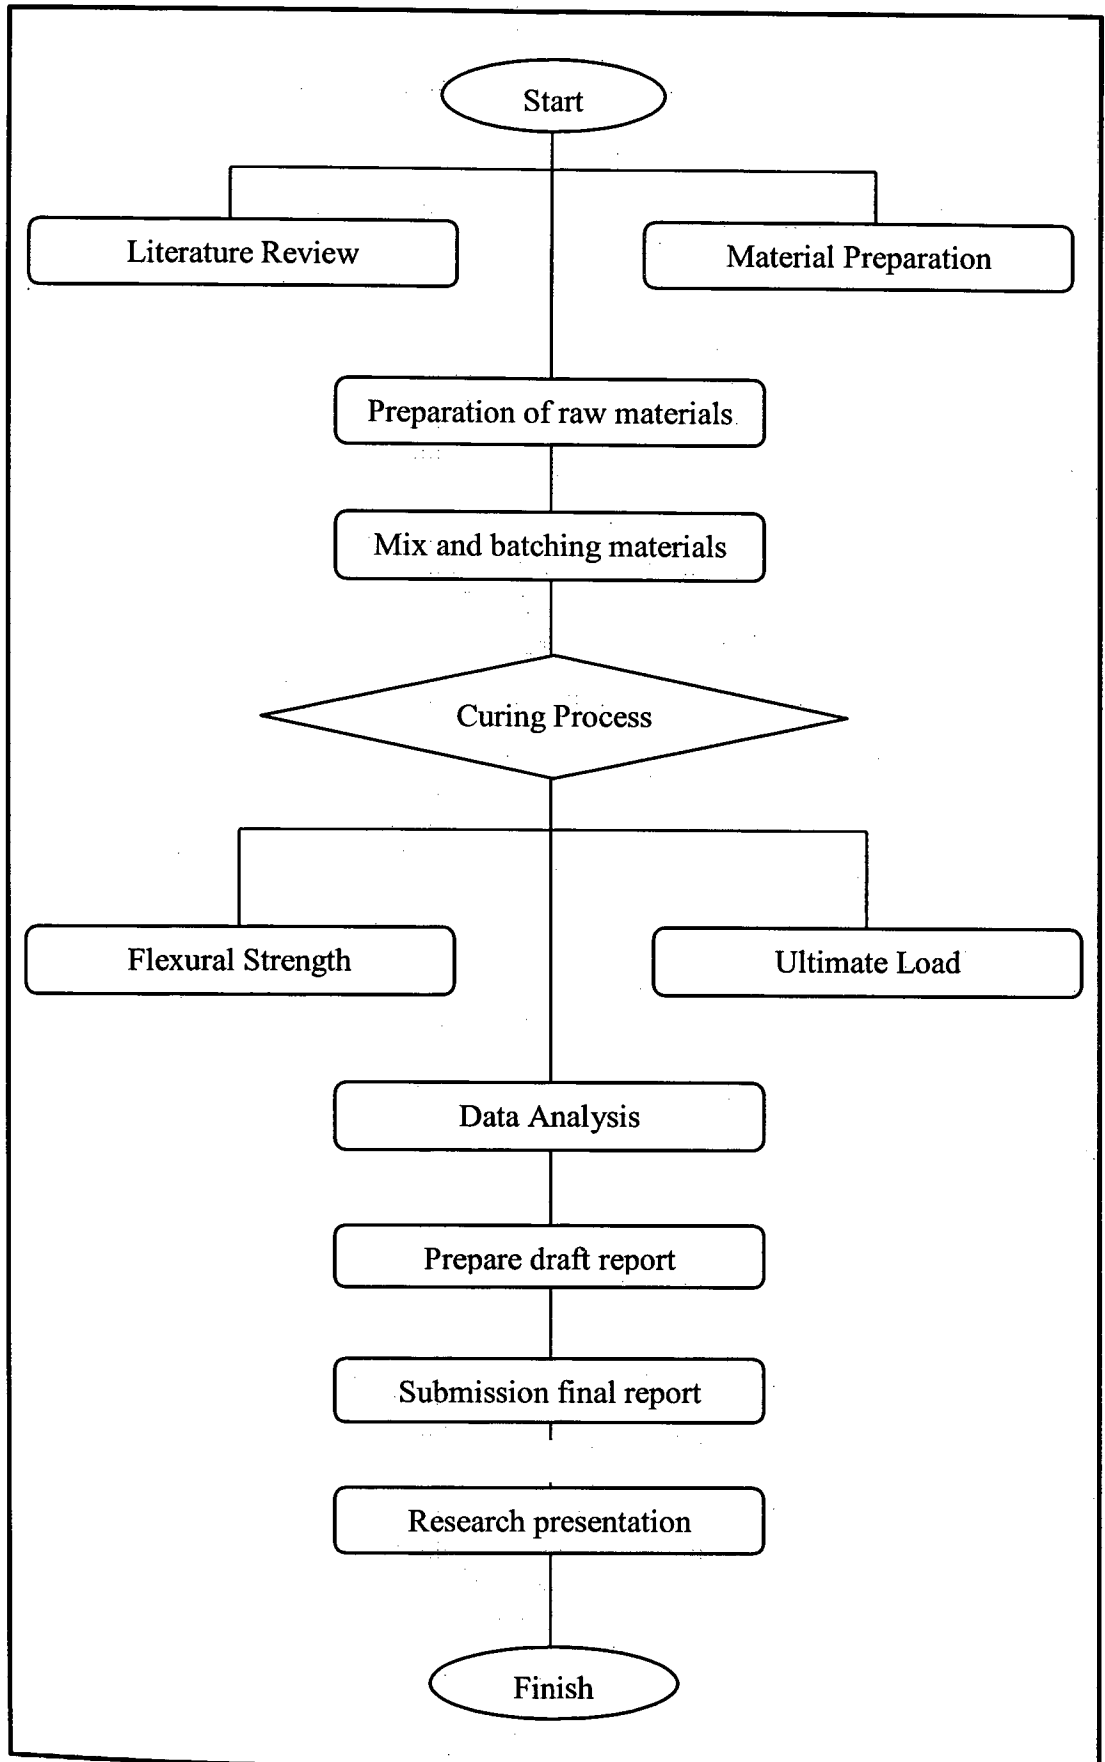 Start
Literature Review
Material Preparation
Preparation of raw materials
Mix and batching materials
Curing Process
Flexural Strength
Ultimate Load
Data Analysis
Prepare draft report
Submission final report
Research presentation
Finish